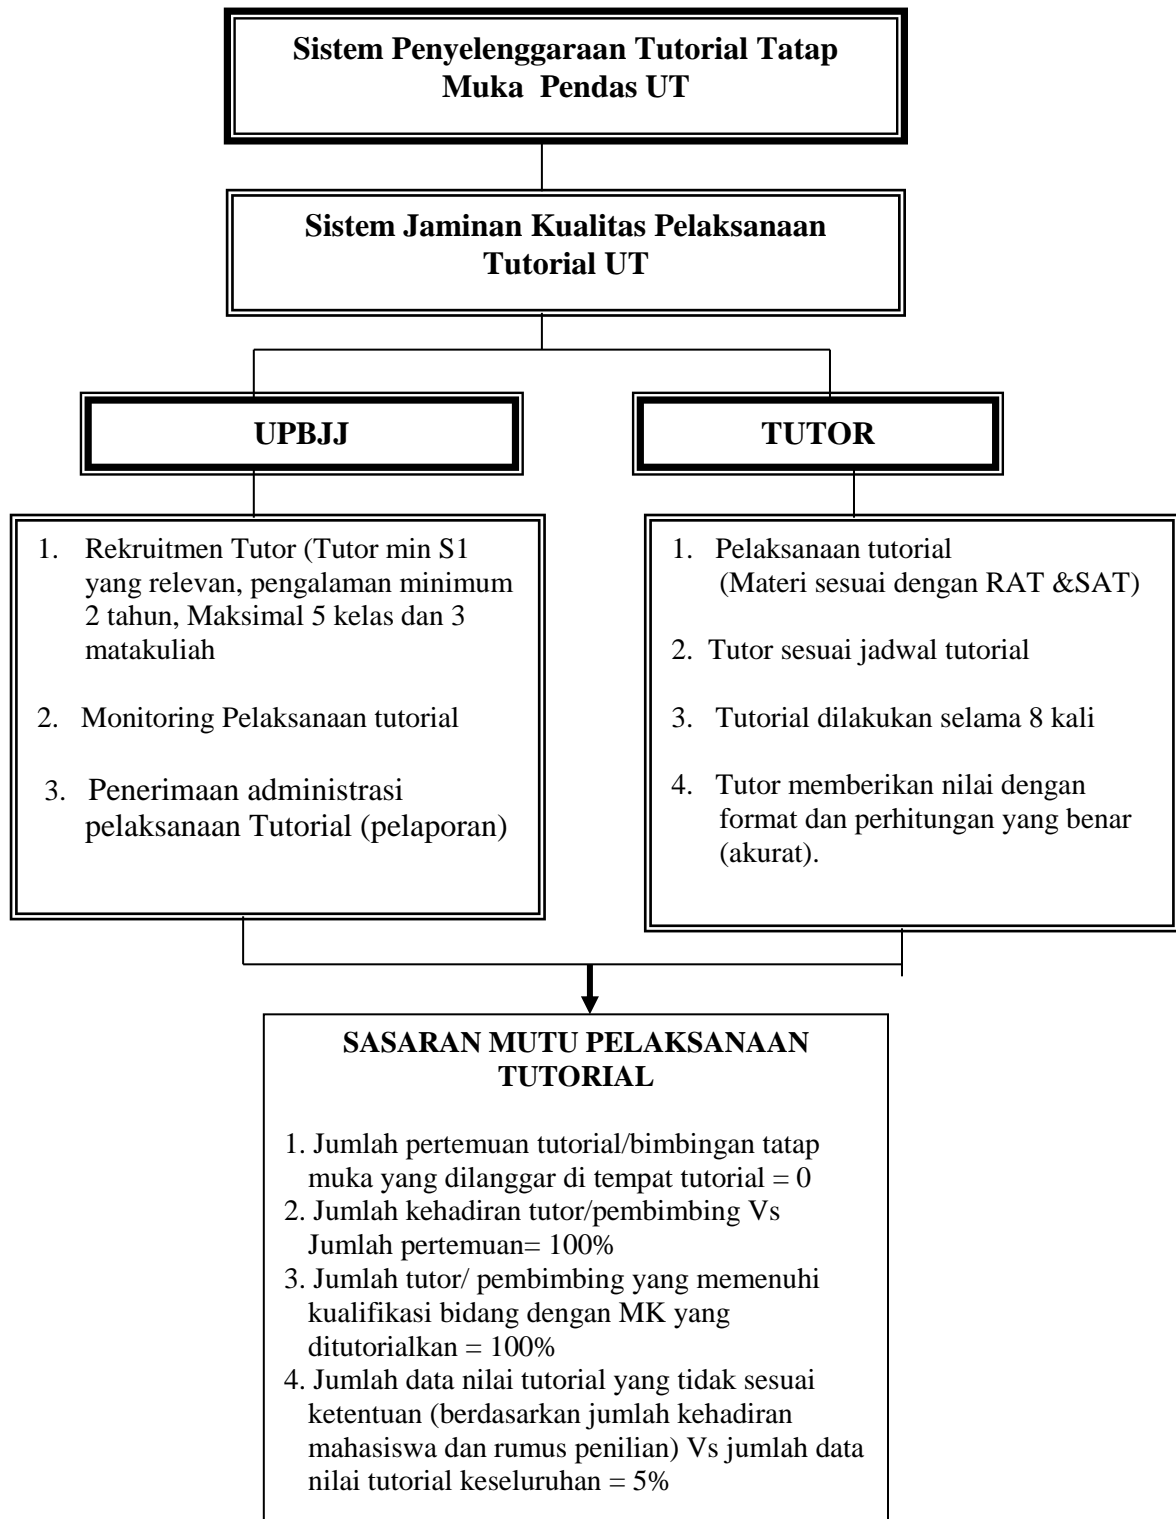 Sistem Penyelenggaraan Tutorial Tatap
Muka Pendas UT
Sistem Jaminan Kualitas Pelaksanaan
Tutorial UT
UPBJJ
TUTOR
1. Rekruitmen Tutor (Tutor min S1
yang relevan, pengalaman minimum
2 tahun, Maksimal 5 kelas dan 3
matakuliah
2. Monitoring Pelaksanaan tutorial
3. Penerimaan administrasi
pelaksanaan Tutorial (pelaporan)
1. Pelaksanaan tutorial
(Materi sesuai dengan RAT &SAT)
2. Tutor sesuai jadwal tutorial
3. Tutorial dilakukan selama 8 kali
4. Tutor memberikan nilai dengan
format dan perhitungan yang benar
(akurat).
SASARAN MUTU PELAKSANAAN
TUTORIAL
1. Jumlah pertemuan tutorial/bimbingan tatap
muka yang dilanggar di tempat tutorial = 0
2. Jumlah kehadiran tutor/pembimbing Vs
Jumlah pertemuan= 100%
3. Jumlah tutor/ pembimbing yang memenuhi
kualifikasi bidang dengan MK yang
ditutorialkan = 100%
4. Jumlah data nilai tutorial yang tidak sesuai
ketentuan (berdasarkan jumlah kehadiran
mahasiswa dan rumus penilian) Vs jumlah data
nilai tutorial keseluruhan = 5%